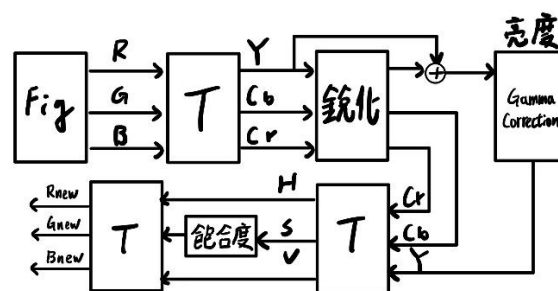 亮度
R
Y
Fig
G
T
Cb
銳化
+
Gamma
Correction
B
Cr
H
Cr
Rnew
Gnew
Bnew
T
飽合度
S
V
T
Cb
Y